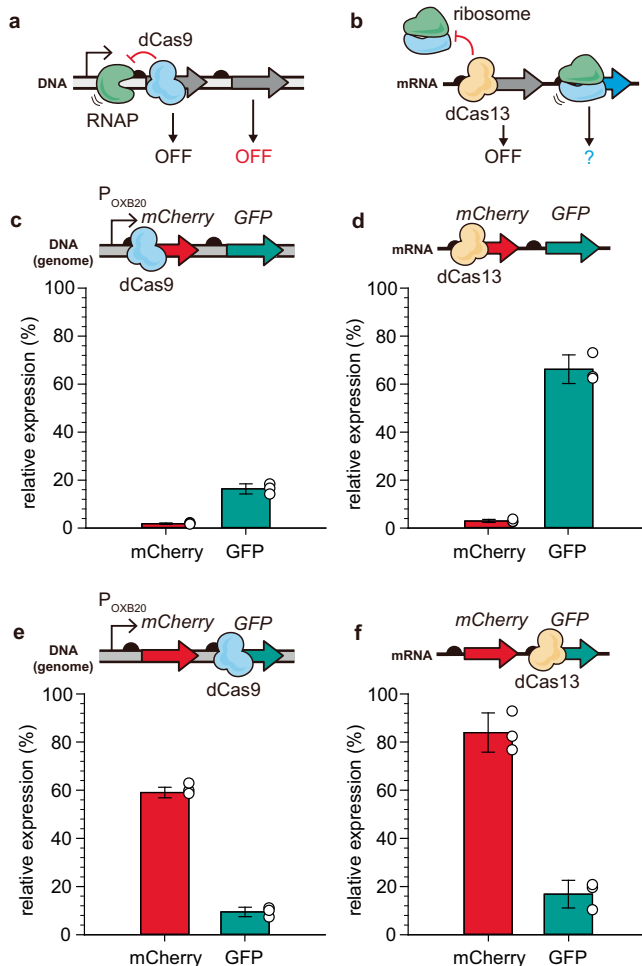 a
dCas9
DNA
RNAP
OFF
OFF
b
ribosome
mRNA
dCas13
OFF
?
c
POXB20
mCherry GFP
DNA
(genome)
dCas9
relative expression (%)
100
80
60
40
20
0
mCherry GFP
d
mCherry GFP
mRNA
dCas13
relative expression (%)
100
80
60
40
20
0
mCherry GFP
e
POXB20
mCherry GFP
DNA
(genome)
dCas9
relative expression (%)
100
80
60
40
20
0
mCherry GFP
f
mCherry GFP
mRNA
dCas13
relative expression (%)
100
80
60
40
20
0
mCherry GFP